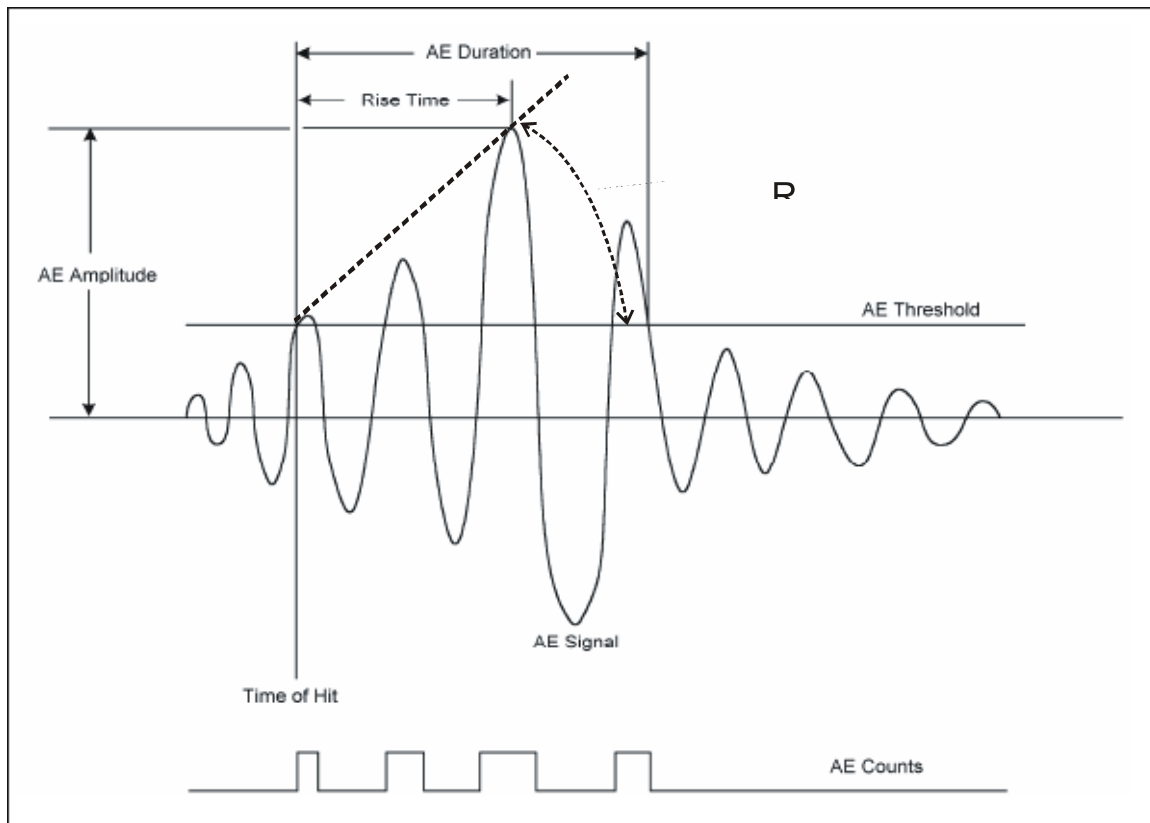 AE Duration
Rise Time
AE Amplitude
AE Threshold
AE Signal
Time of Hit
AE Counts